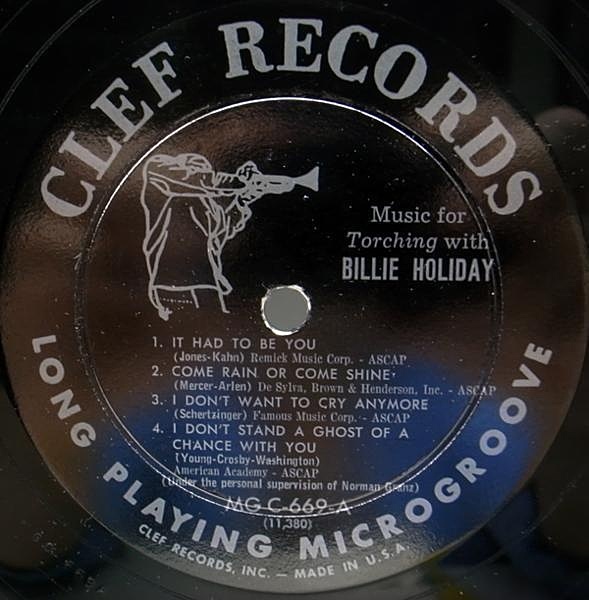 CLEF RECORDS
Music for
Torching with
BILLIE HOLIDAY
1. IT HAD TO BE YOU
(Jones-Kahn) Remick Music Corp. - ASCAP
2. COME RAIN OR COME SHINE
(Mercer-Arlen) De Sylva, Brown & Henderson, Inc. - ASCAP
3. I DON'T WANT TO CRY ANYMORE
(Schertzinger) Famous Music Corp. - ASCAP
4. I DON'T STAND A GHOST OF A
CHANCE WITH YOU
(Young-Crosby-Washington)
American Academy - ASCAP
(Under the personal supervision of Norman Granz)
MG C-669-A
(11,380)
LONG PLAYING MICROGROOVE
CLEF RECORDS, INC. — MADE IN U.S.A.